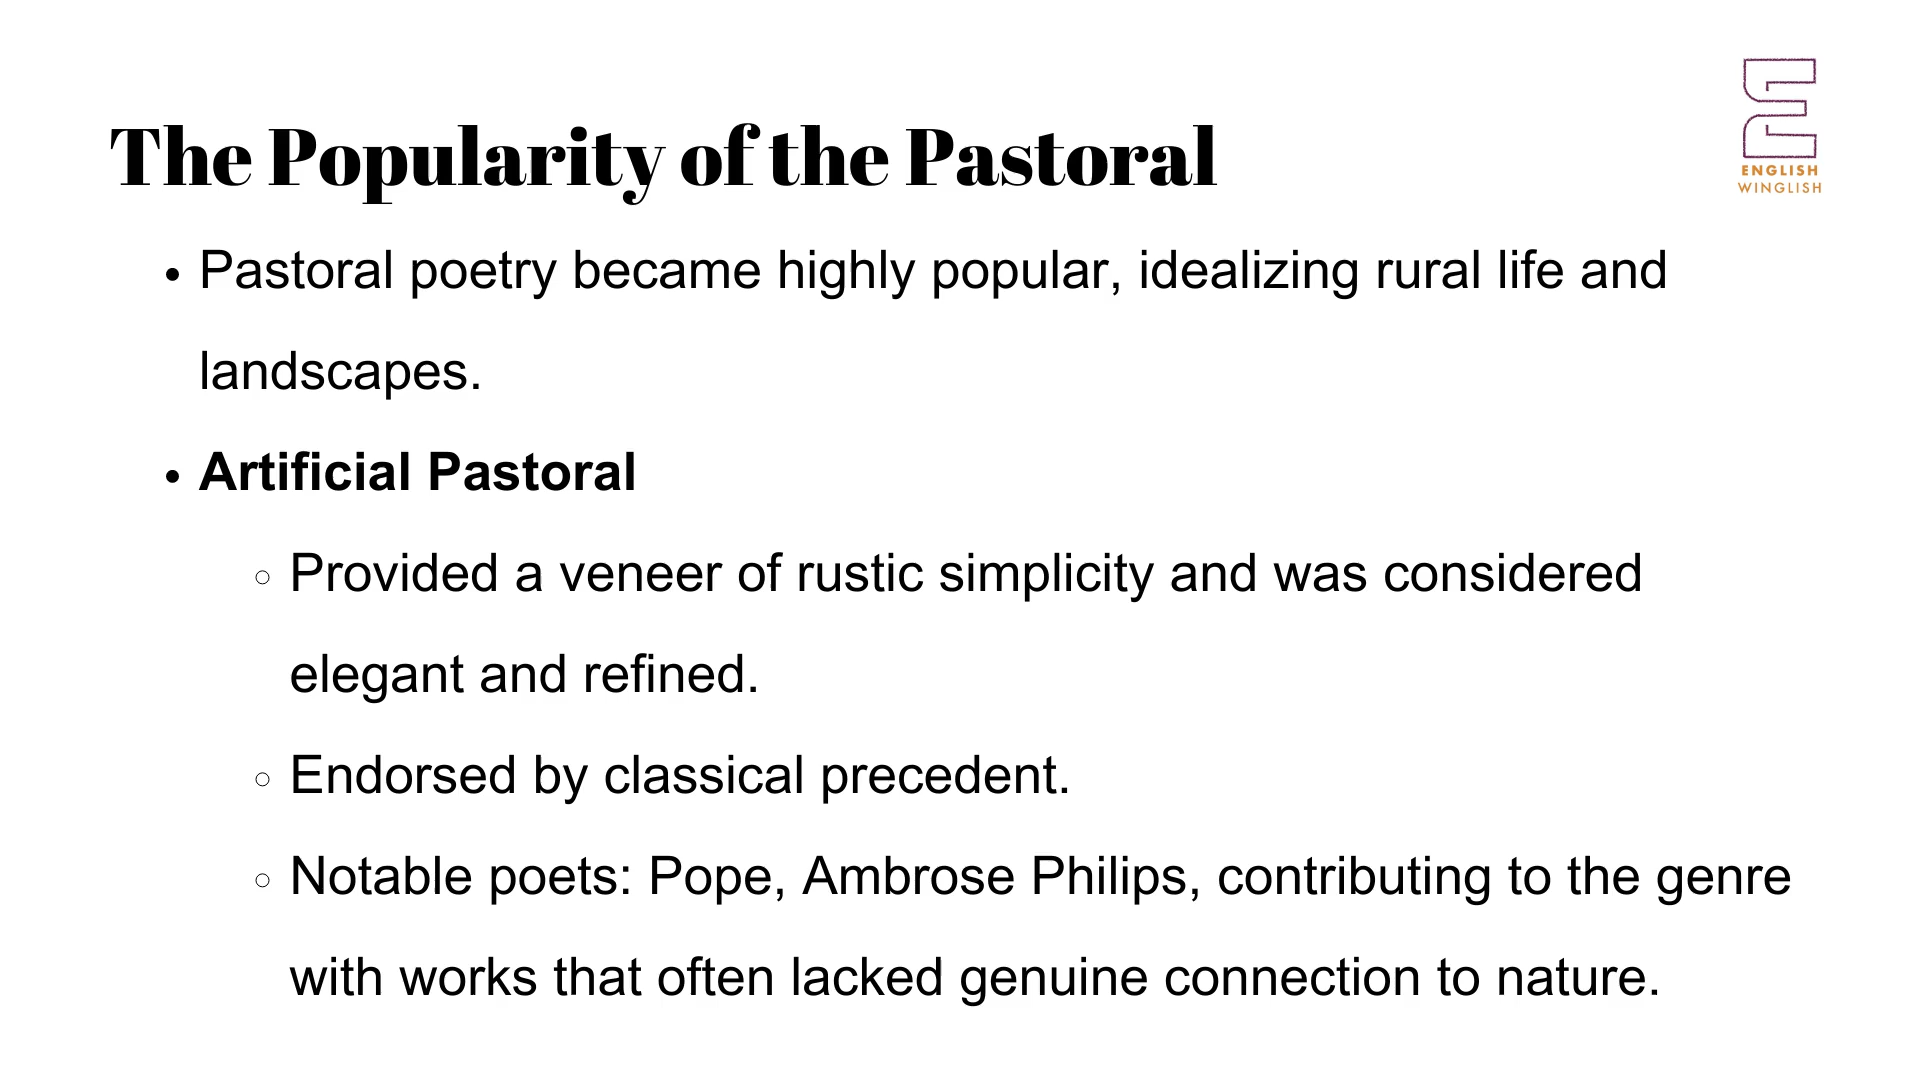 The Popularity of the Pastoral
ENGLISH
WINGLISH
• Pastoral poetry became highly popular, idealizing rural life and
landscapes.
• Artificial Pastoral
○ Provided a veneer of rustic simplicity and was considered
elegant and refined.
○ Endorsed by classical precedent.
○ Notable poets: Pope, Ambrose Philips, contributing to the genre
with works that often lacked genuine connection to nature.